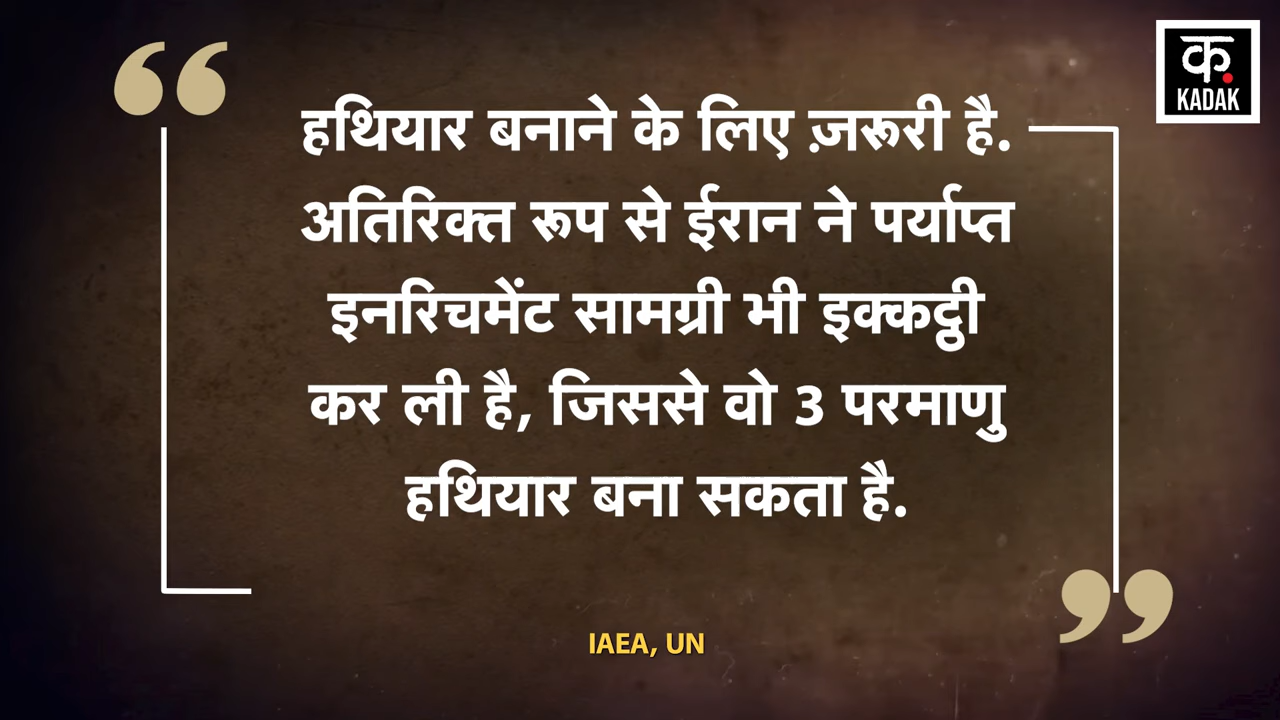 क.
KADAK
हथियार बनाने के लिए ज़रूरी है.
अतिरिक्त रूप से ईरान ने पर्याप्त
इनरिचमेंट सामग्री भी इक्कट्ठी
कर ली है, जिससे वो 3 परमाणु
हथियार बना सकता है.
IAEA, UN